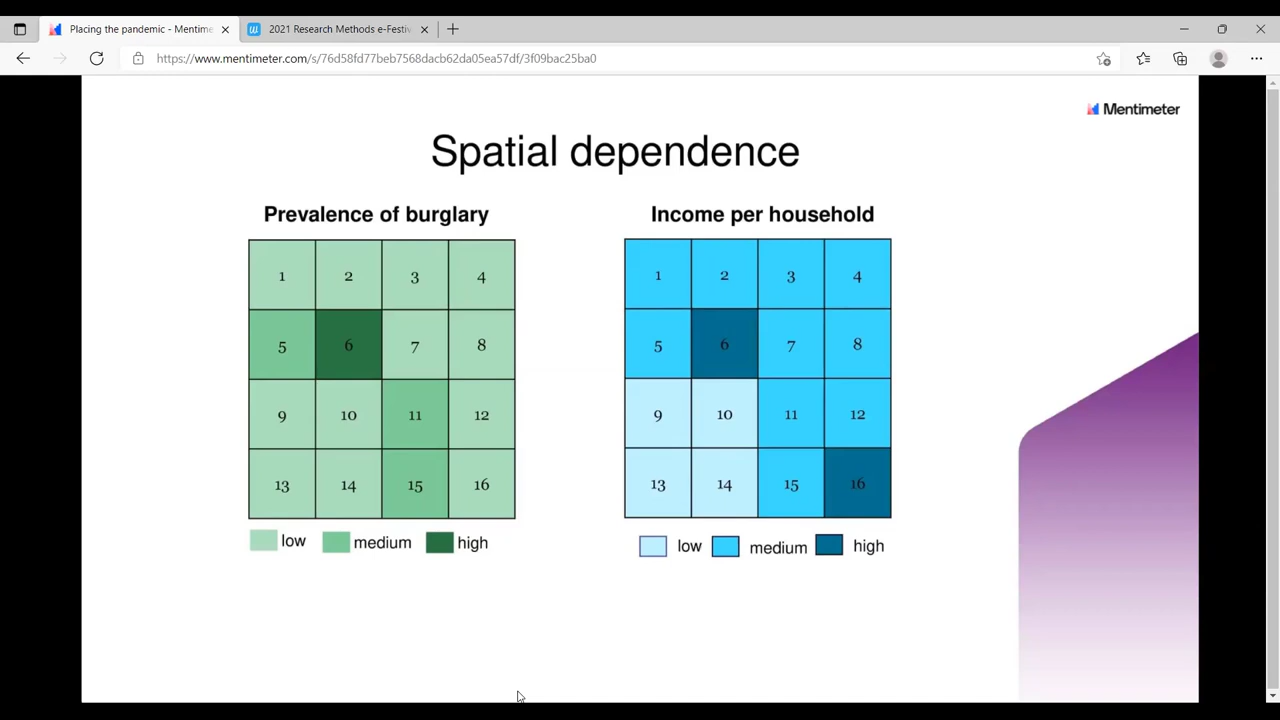 Placing the pandemic - Mentime
2021 Research Methods e-Festiv
https://www.mentimeter.com/s/76d58fd77beb7568dacb62da05ea57df/3f09bac25ba0
Mentimeter
Spatial dependence
Prevalence of burglary
1 2 3 4
5 6 7 8
9 10 11 12
13 14 15 16
low medium high
Income per household
1 2 3 4
5 6 7 8
9 10 11 12
13 14 15 16
low medium high